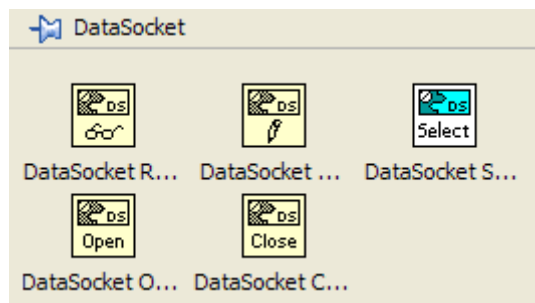 DataSocket
DS DS DS
Select
DataSocket R... DataSocket ... DataSocket S...
DS DS
Open Close
DataSocket O... DataSocket C...